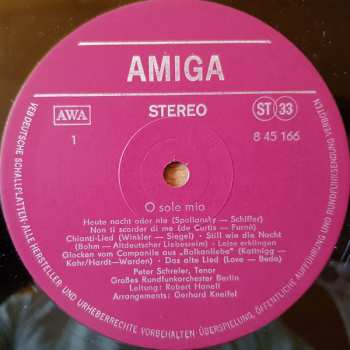 AMIGA
AWA
STEREO
ST 33
1
8 45 166
O sole mio
Heute nacht oder nie (Spoliansky — Schiffer)
Non ti scordar di me (de Curtis — Furnò)
Chianti-Lied (Winkler — Siegel) · Still wie die Nacht
(Bohm — Altdeutscher Liebesreim) · Leise erklingen
Glocken vom Campanile aus „Balkanliebe" (Kattnigg —
Kahr/Hardt—Warden) · Das alte Lied (Love — Beda)
Peter Schreier, Tenor
Großes Rundfunkorchester Berlin
Leitung: Robert Hanell
Arrangements: Gerhard Kneifel
VEB DEUTSCHE SCHALLPLATTEN · ALLE HERSTELLER- UND URHEBERRECHTE VORBEHALTEN · ÜBERSPIELUNG, ÖFFENTLICHE AUFFÜHRUNG UND RUNDFUNKSENDUNG VERBOTEN